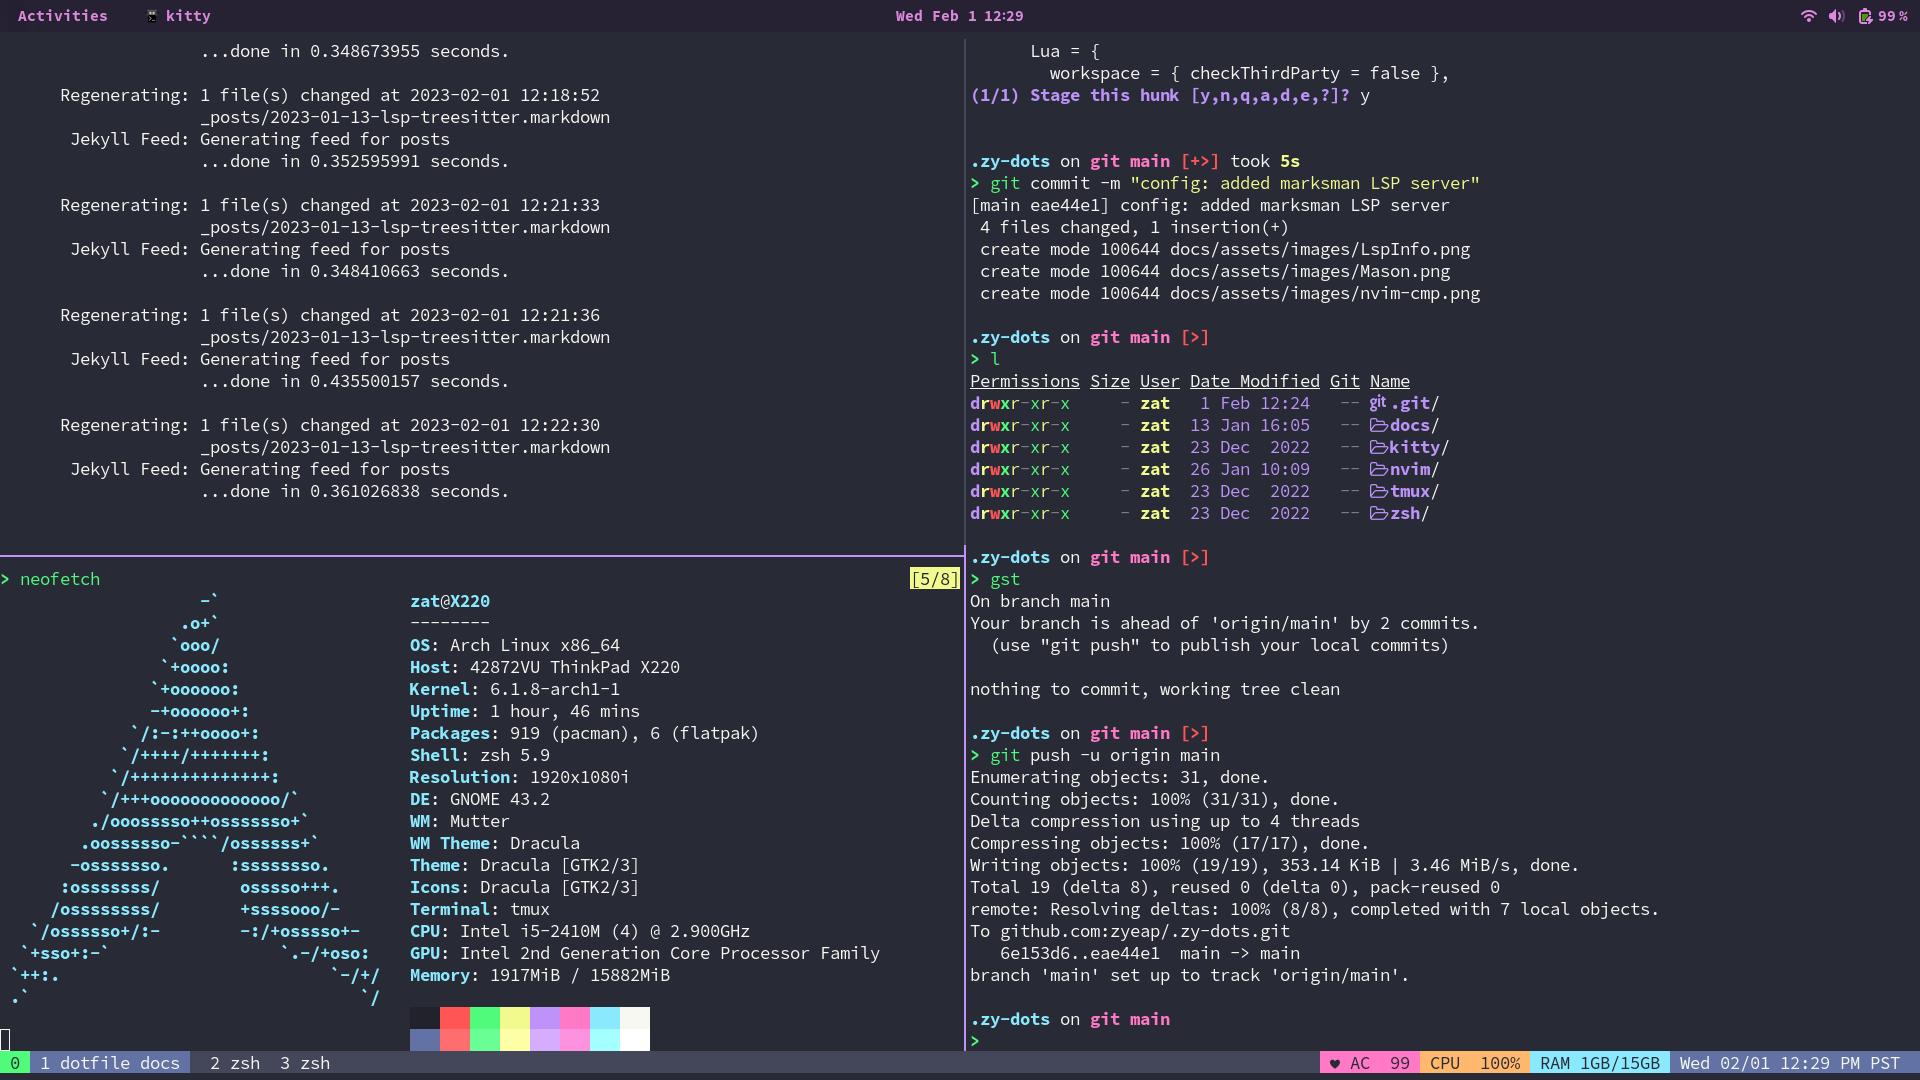 Activities kitty Wed Feb 1 12:29 99%
...done in 0.348673955 seconds.
Regenerating: 1 file(s) changed at 2023-02-01 12:18:52
_posts/2023-01-13-lsp-treesitter.markdown
Jekyll Feed: Generating feed for posts
...done in 0.352595991 seconds.
Regenerating: 1 file(s) changed at 2023-02-01 12:21:33
_posts/2023-01-13-lsp-treesitter.markdown
Jekyll Feed: Generating feed for posts
...done in 0.348410663 seconds.
Regenerating: 1 file(s) changed at 2023-02-01 12:21:36
_posts/2023-01-13-lsp-treesitter.markdown
Jekyll Feed: Generating feed for posts
...done in 0.435500157 seconds.
Regenerating: 1 file(s) changed at 2023-02-01 12:22:30
_posts/2023-01-13-lsp-treesitter.markdown
Jekyll Feed: Generating feed for posts
...done in 0.361026838 seconds.
> neofetch [5/8]
-`
.o+`
`ooo/
`+oooo:
`+oooooo:
-+oooooo+:
`/:-:++oooo+:
`/++++/+++++++:
`/++++++++++++++:
`/+++ooooooooooooo/`
./ooosssso++osssssso+`
.oossssso-````/ossssss+`
-osssssso. :ssssssso.
:osssssss/ osssso+++.
/ossssssss/ +ssssooo/-
`/ossssso+/:- -:/+osssso+-
`+sso+:-` `.-/+oso:
`++:. `-/+/
.` `/
zat@X220
--------
OS: Arch Linux x86_64
Host: 42872VU ThinkPad X220
Kernel: 6.1.8-arch1-1
Uptime: 1 hour, 46 mins
Packages: 919 (pacman), 6 (flatpak)
Shell: zsh 5.9
Resolution: 1920x1080i
DE: GNOME 43.2
WM: Mutter
WM Theme: Dracula
Theme: Dracula [GTK2/3]
Icons: Dracula [GTK2/3]
Terminal: tmux
CPU: Intel i5-2410M (4) @ 2.900GHz
GPU: Intel 2nd Generation Core Processor Family
Memory: 1917MiB / 15882MiB
Lua = {
workspace = { checkThirdParty = false },
(1/1) Stage this hunk [y,n,q,a,d,e,?]? y
.zy-dots on git main [+>] took 5s
> git commit -m "config: added marksman LSP server"
[main eae44e1] config: added marksman LSP server
4 files changed, 1 insertion(+)
create mode 100644 docs/assets/images/LspInfo.png
create mode 100644 docs/assets/images/Mason.png
create mode 100644 docs/assets/images/nvim-cmp.png
.zy-dots on git main [>]
> l
Permissions Size User Date Modified Git Name
drwxr-xr-x - zat 1 Feb 12:24 -- git .git/
drwxr-xr-x - zat 13 Jan 16:05 -- docs/
drwxr-xr-x - zat 23 Dec 2022 -- kitty/
drwxr-xr-x - zat 26 Jan 10:09 -- nvim/
drwxr-xr-x - zat 23 Dec 2022 -- tmux/
drwxr-xr-x - zat 23 Dec 2022 -- zsh/
.zy-dots on git main [>]
> gst
On branch main
Your branch is ahead of 'origin/main' by 2 commits.
(use "git push" to publish your local commits)
nothing to commit, working tree clean
.zy-dots on git main [>]
> git push -u origin main
Enumerating objects: 31, done.
Counting objects: 100% (31/31), done.
Delta compression using up to 4 threads
Compressing objects: 100% (17/17), done.
Writing objects: 100% (19/19), 353.14 KiB | 3.46 MiB/s, done.
Total 19 (delta 8), reused 0 (delta 0), pack-reused 0
remote: Resolving deltas: 100% (8/8), completed with 7 local objects.
To github.com:zyeap/.zy-dots.git
6e153d6..eae44e1 main -> main
branch 'main' set up to track 'origin/main'.
.zy-dots on git main
>
0 1 dotfile docs 2 zsh 3 zsh ♥ AC 99 CPU 100% RAM 1GB/15GB Wed 02/01 12:29 PM PST